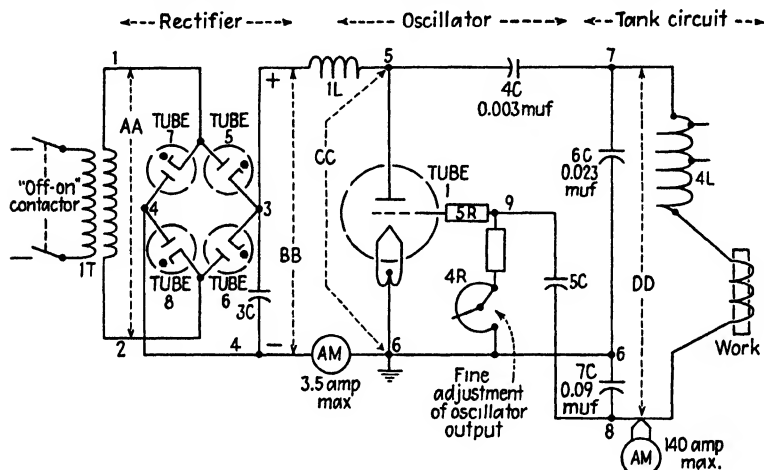 Rectifier
Oscillator
Tank circuit
1
5
7
+
1L
4C
0.003 muf
AA
TUBE
7
TUBE
5
CC
TUBE
1
6C
0.023
muf
4L
"Off-on"
contactor
4
3
5R
9
BB
DD
1T
TUBE
8
TUBE
6
3C
4R
5C
Work
2
4
−
AM
6
6
3.5 amp
max
Fine
adjustment
of oscillator
output
7C
0.09
muf
8
AM
140 amp
max.